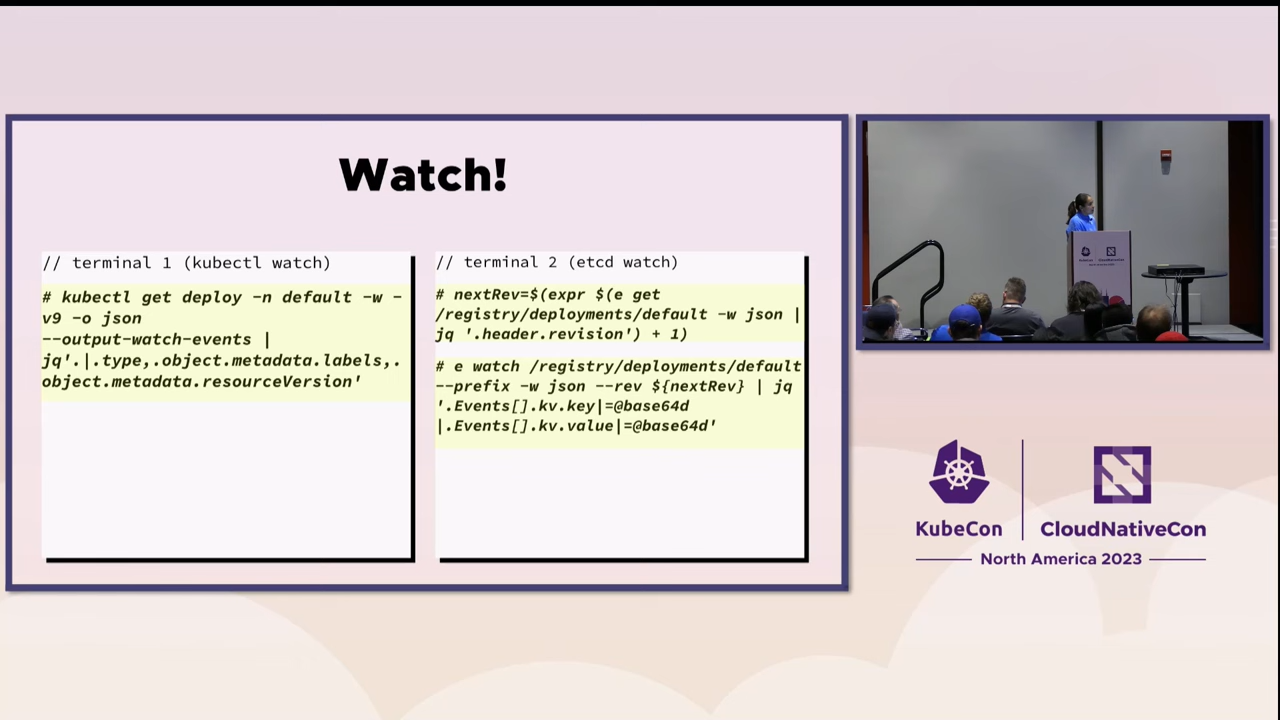 Watch!
// terminal 1 (kubectl watch)
# kubectl get deploy -n default -w -
v9 -o json
--output-watch-events |
jq'.|.type,.object.metadata.labels,.
object.metadata.resourceVersion'
// terminal 2 (etcd watch)
# nextRev=$(expr $(e get
/registry/deployments/default -w json |
jq '.header.revision') + 1)
# e watch /registry/deployments/default
--prefix -w json --rev ${nextRev} | jq
'.Events[].kv.key|=@base64d
|.Events[].kv.value|=@base64d'
KubeCon
CloudNativeCon
North America 2023